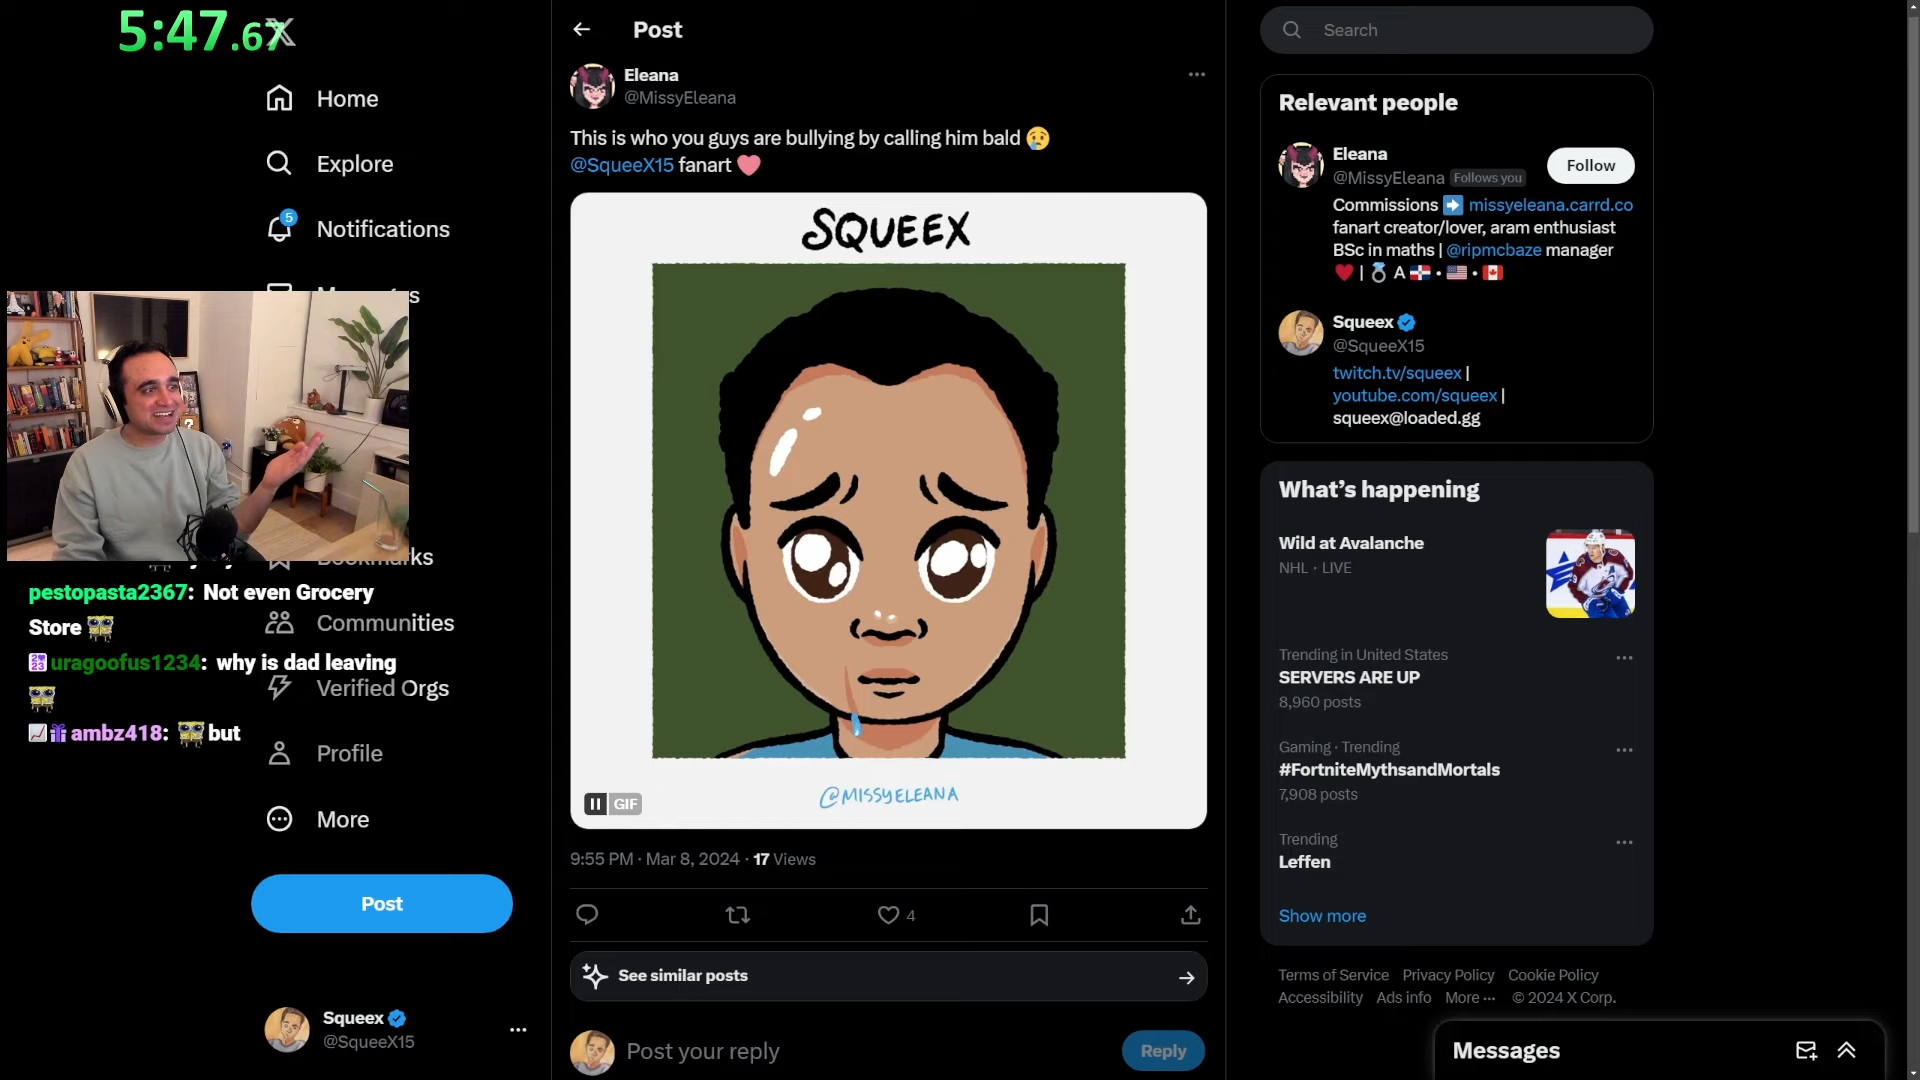 5:47.67
Home
Explore
5
Notifications
pestopasta2367: Not even Grocery
Store
uragoofus1234: why is dad leaving
ambz418: but
Communities
Verified Orgs
Profile
More
Post
Squeex
@SqueeX15
Post
Eleana
@MissyEleana
This is who you guys are bullying by calling him bald
@SqueeX15 fanart
SQUEEX
@MISSYELEANA
GIF
9:55 PM · Mar 8, 2024 · 17 Views
4
See similar posts
Post your reply
Reply
Search
Relevant people
Eleana
@MissyEleana Follows you
Follow
Commissions missyeleana.carrd.co
fanart creator/lover, aram enthusiast
BSc in maths | @ripmcbaze manager
| A • •
Squeex
@SqueeX15
twitch.tv/squeex |
youtube.com/squeex |
squeex@loaded.gg
What's happening
Wild at Avalanche
NHL · LIVE
Trending in United States
SERVERS ARE UP
8,960 posts
Gaming · Trending
#FortniteMythsandMortals
7,908 posts
Trending
Leffen
Show more
Terms of Service Privacy Policy Cookie Policy
Accessibility Ads info More ··· © 2024 X Corp.
Messages